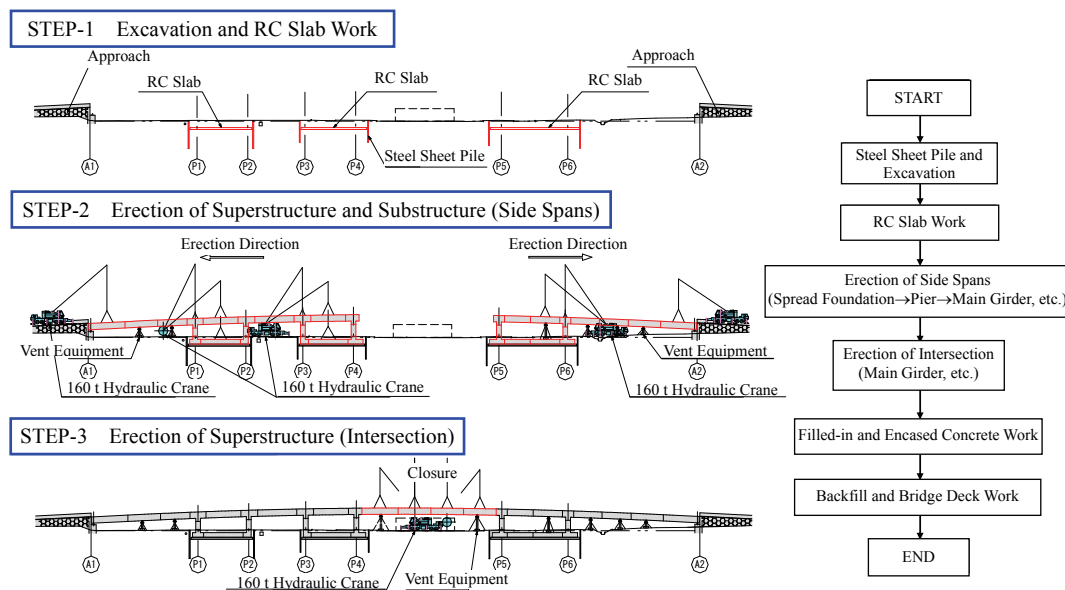 STEP-1 Excavation and RC Slab Work
Approach
Approach
RC Slab
RC Slab
RC Slab
Steel Sheet Pile
A1
P1
P2
P3
P4
P5
P6
A2
STEP-2 Erection of Superstructure and Substructure (Side Spans)
Erection Direction
Erection Direction
Vent Equipment
Vent Equipment
A1
P1
P2
P3
P4
P5
P6
A2
160 t Hydraulic Crane
160 t Hydraulic Crane
160 t Hydraulic Crane
STEP-3 Erection of Superstructure (Intersection)
Closure
A1
P1
P2
P3
P4
P5
P6
A2
160 t Hydraulic Crane
Vent Equipment
START
Steel Sheet Pile and
Excavation
RC Slab Work
Erection of Side Spans
(Spread Foundation→Pier→Main Girder, etc.)
Erection of Intersection
(Main Girder, etc.)
Filled-in and Encased Concrete Work
Backfill and Bridge Deck Work
END